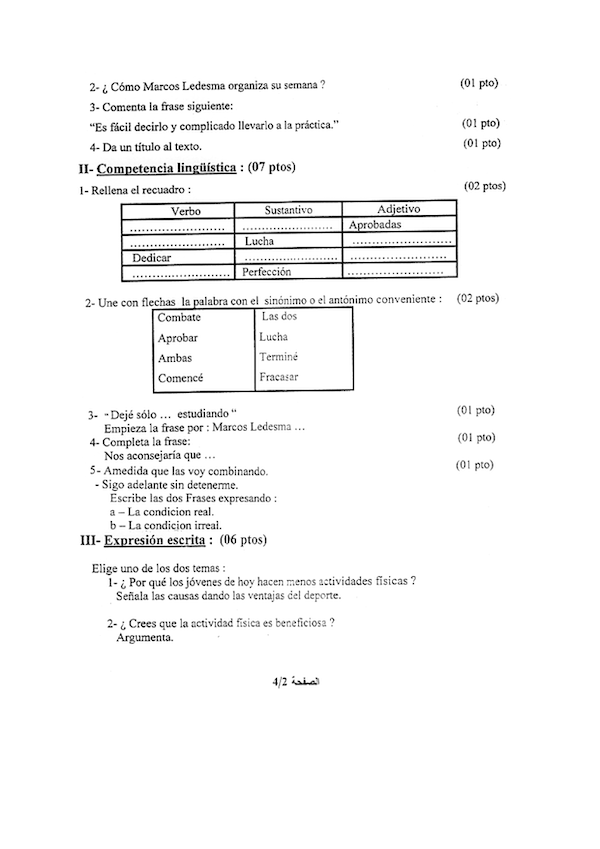 2- ¿ Cómo Marcos Ledesma organiza su semana ? (01 pto)
3- Comenta la frase siguiente:
“Es fácil decirlo y complicado llevarlo a la práctica.” (01 pto)
4- Da un título al texto. (01 pto)
II- Competencia lingüística : (07 ptos)
1- Rellena el recuadro : (02 ptos)
Verbo Sustantivo Adjetivo
........................ ........................ Aprobadas
........................ Lucha ........................
Dedicar ........................ ........................
........................ Perfección ........................
2- Une con flechas la palabra con el sinónimo o el antónimo conveniente : (02 ptos)
Combate Las dos
Aprobar Lucha
Ambas Terminé
Comencé Fracasar
3- “ Dejé sólo ... estudiando “ (01 pto)
Empieza la frase por : Marcos Ledesma ...
4- Completa la frase: (01 pto)
Nos aconsejaría que ...
5- Amedida que las voy combinando. (01 pto)
- Sigo adelante sin detenerme.
Escribe las dos Frases expresando :
a – La condicion real.
b – La condicion irreal.
III- Expresión escrita : (06 ptos)
Elige uno de los dos temas :
1- ¿ Por qué los jóvenes de hoy hacen menos actividades físicas ?
Señala las causas dando las ventajas del deporte.
2- ¿ Crees que la actividad física es beneficiosa ?
Argumenta.
الصفحة 4/2